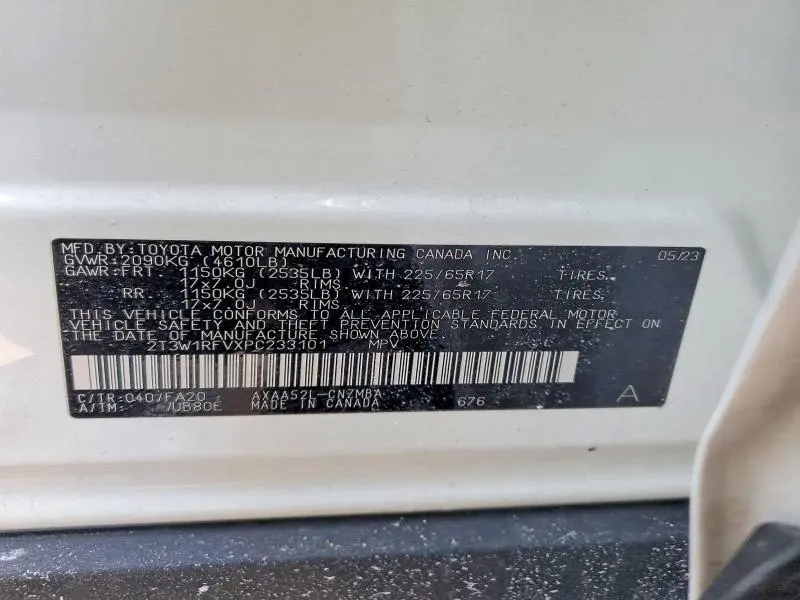 MFD BY:TOYOTA MOTOR MANUFACTURING CANADA INC. 05/23
GVWR:2090KG (4610LB)
GAWR:FRT. 1150KG (2535LB) WITH 225/65R17 TIRES.
17x7.0J RIMS.
RR. 1150KG (2535LB) WITH 225/65R17 TIRES.
17x7.0J RIMS.
THIS VEHICLE CONFORMS TO ALL APPLICABLE FEDERAL MOTOR
VEHICLE SAFETY AND THEFT PREVENTION STANDARDS IN EFFECT ON
THE DATE OF MANUFACTURE SHOWN ABOVE.
2T3W1RFVXPC233101 MPV
C/TR:0407FA20 AXAA52L-CNZMBX
A/TM: /UB80E MADE IN CANADA 676 A